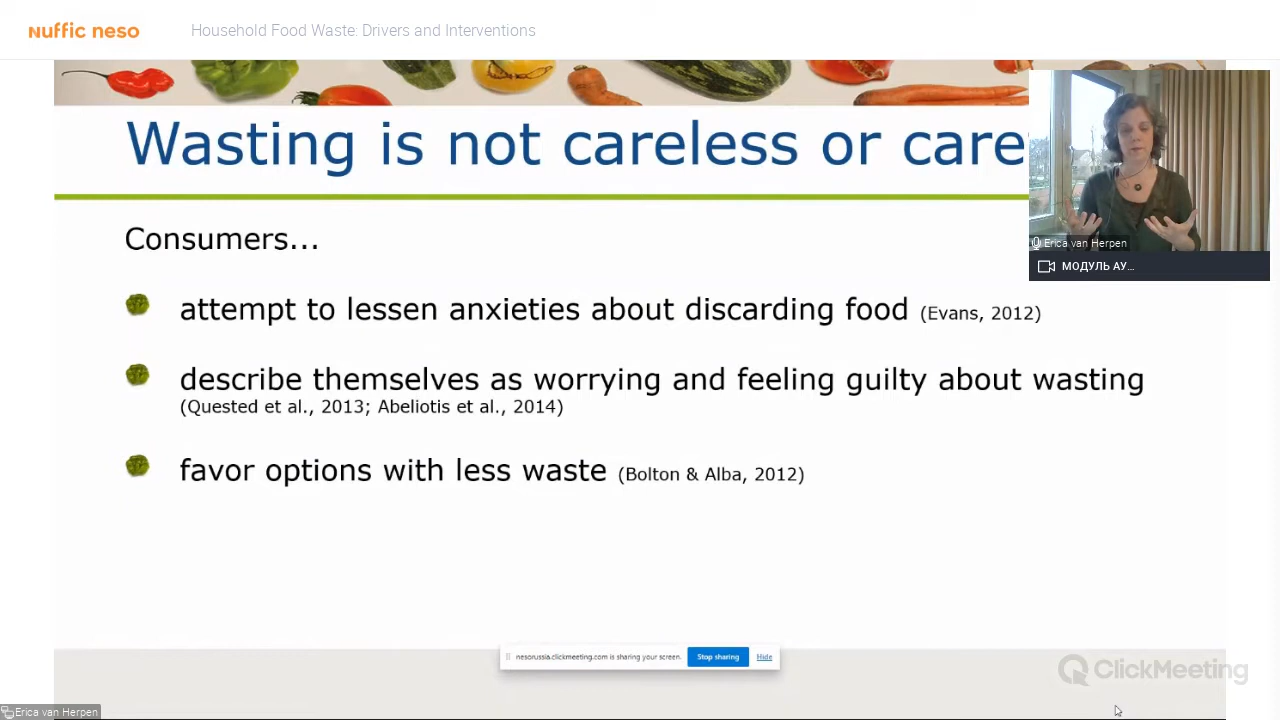 Nuffic neso
Household Food Waste: Drivers and Interventions
Wasting is not careless or care
Erica van Herpen
МОДУЛЬ АУ...
Consumers...
attempt to lessen anxieties about discarding food (Evans, 2012)
describe themselves as worrying and feeling guilty about wasting
(Quested et al., 2013; Abeliotis et al., 2014)
favor options with less waste (Bolton & Alba, 2012)
nesorussia.clickmeeting.com is sharing your screen. Stop sharing Hide
ClickMeeting
Erica van Herpen